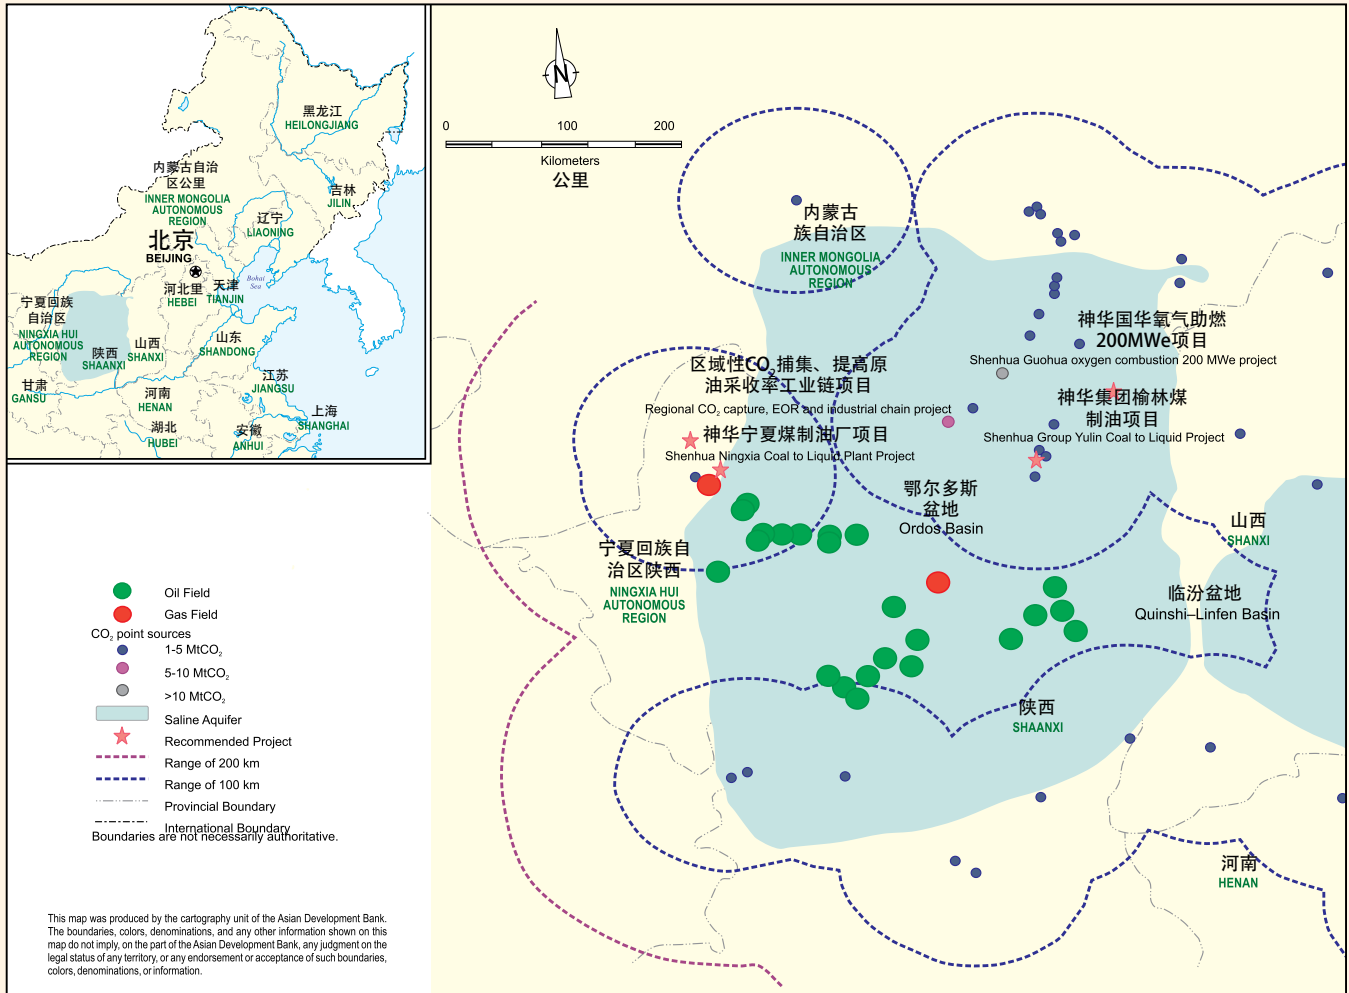 黑龙江
HEILONGJIANG
内蒙古自治
区公里
INNER MONGOLIA
AUTONOMOUS
REGION
吉林
JILIN
辽宁
LIAONING
北京
BEIJING
Bohai
Sea
河北里
HEBEI
天津
TIANJIN
宁夏回族
自治区
NINGXIA HUI
AUTONOMOUS
REGION
陕西
SHAANXI
山西
SHANXI
山东
SHANDONG
甘肃
GANSU
河南
HENAN
江苏
JIANGSU
湖北
HUBEI
安徽
ANHUI
上海
SHANGHAI
N
0 100 200
Kilometers
公里
内蒙古
族自治区
INNER MONGOLIA
AUTONOMOUS
REGION
神华国华氧气助燃
200MWe项目
Shenhua Guohua oxygen combustion 200 MWe project
区域性CO₂捕集、提高原
油采收率工业链项目
Regional CO₂ capture, EOR and industrial chain project
神华集团榆林煤
制油项目
Shenhua Group Yulin Coal to Liquid Project
神华宁夏煤制油厂项目
Shenhua Ningxia Coal to Liquid Plant Project
鄂尔多斯
盆地
Ordos Basin
山西
SHANXI
宁夏回族自
治区陕西
NINGXIA HUI
AUTONOMOUS
REGION
临汾盆地
Quinshi–Linfen Basin
陕西
SHAANXI
河南
HENAN
Oil Field
Gas Field
CO₂ point sources
1-5 MtCO₂
5-10 MtCO₂
>10 MtCO₂
Saline Aquifer
Recommended Project
Range of 200 km
Range of 100 km
Provincial Boundary
International Boundary
Boundaries are not necessarily authoritative.
This map was produced by the cartography unit of the Asian Development Bank.
The boundaries, colors, denominations, and any other information shown on this
map do not imply, on the part of the Asian Development Bank, any judgment on the
legal status of any territory, or any endorsement or acceptance of such boundaries,
colors, denominations, or information.